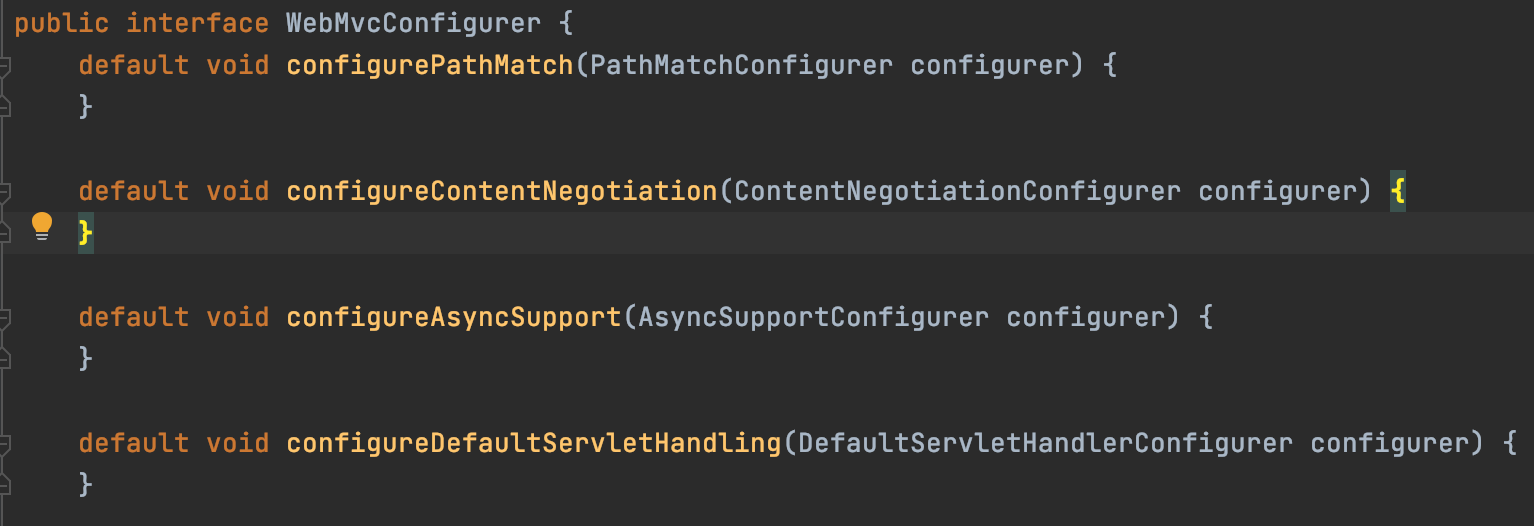 public interface WebMvcConfigurer {
default void configurePathMatch(PathMatchConfigurer configurer) {
}
default void configureContentNegotiation(ContentNegotiationConfigurer configurer) {
}
default void configureAsyncSupport(AsyncSupportConfigurer configurer) {
}
default void configureDefaultServletHandling(DefaultServletHandlerConfigurer configurer) {
}